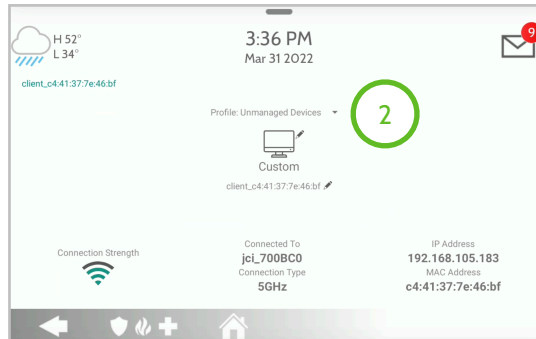 H 52°
L 34°
3:36 PM
Mar 31 2022
9
client_c4:41:37:7e:46:bf
Profile: Unmanaged Devices
2
Custom
client_c4:41:37:7e:46:bf
Connection Strength
Connected To
jci_700BC0
Connection Type
5GHz
IP Address
192.168.105.183
MAC Address
c4:41:37:7e:46:bf